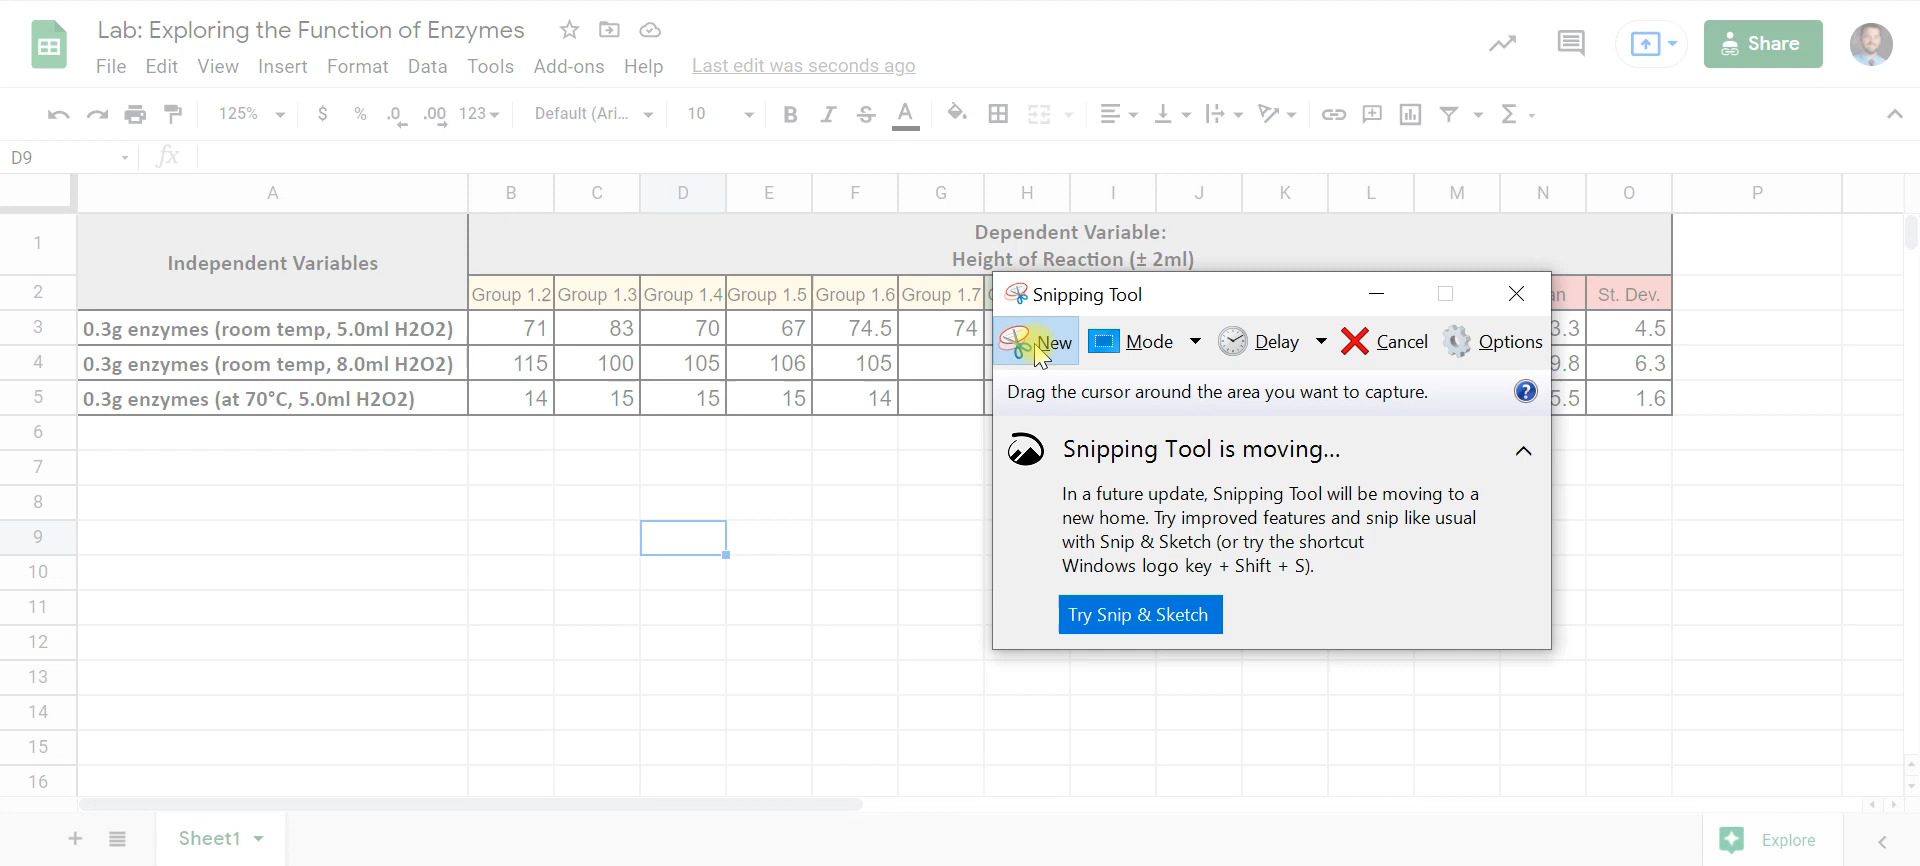 Lab: Exploring the Function of Enzymes
File Edit View Insert Format Data Tools Add-ons Help Last edit was seconds ago
Share
125% $ % .0 .00 123 Default (Ari... 10 B I S A Σ
D9 fx
A B C D E F G H I J K L M N O P
1 Independent Variables Dependent Variable:
Height of Reaction (± 2ml)
2 Group 1.2 Group 1.3 Group 1.4 Group 1.5 Group 1.6 Group 1.7 St. Dev.
3 0.3g enzymes (room temp, 5.0ml H2O2) 71 83 70 67 74.5 74 3.3 4.5
4 0.3g enzymes (room temp, 8.0ml H2O2) 115 100 105 106 105 9.8 6.3
5 0.3g enzymes (at 70°C, 5.0ml H2O2) 14 15 15 15 14 5.5 1.6
6
7
8
9
10
11
12
13
14
15
16
Snipping Tool
New Mode Delay Cancel Options
Drag the cursor around the area you want to capture. ?
Snipping Tool is moving...
In a future update, Snipping Tool will be moving to a
new home. Try improved features and snip like usual
with Snip & Sketch (or try the shortcut
Windows logo key + Shift + S).
Try Snip & Sketch
Sheet1
Explore